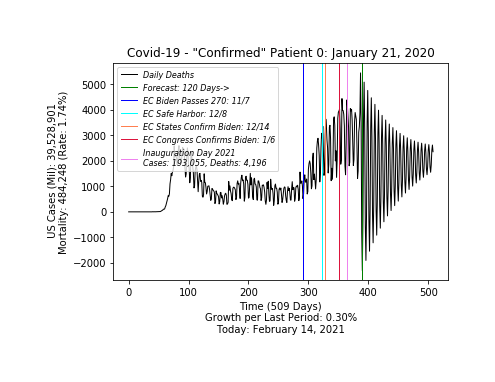 Covid-19 - "Confirmed" Patient 0: January 21, 2020
Daily Deaths
Forecast: 120 Days->
EC Biden Passes 270: 11/7
EC Safe Harbor: 12/8
EC States Confirm Biden: 12/14
EC Congress Confirms Biden: 1/6
Inauguration Day 2021
Cases: 193,055, Deaths: 4,196
US Cases (Mil): 39,528,901
Mortality: 484,248 (Rate: 1.74%)
5000
4000
3000
2000
1000
0
−1000
−2000
0 100 200 300 400 500
Time (509 Days)
Growth per Last Period: 0.30%
Today: February 14, 2021